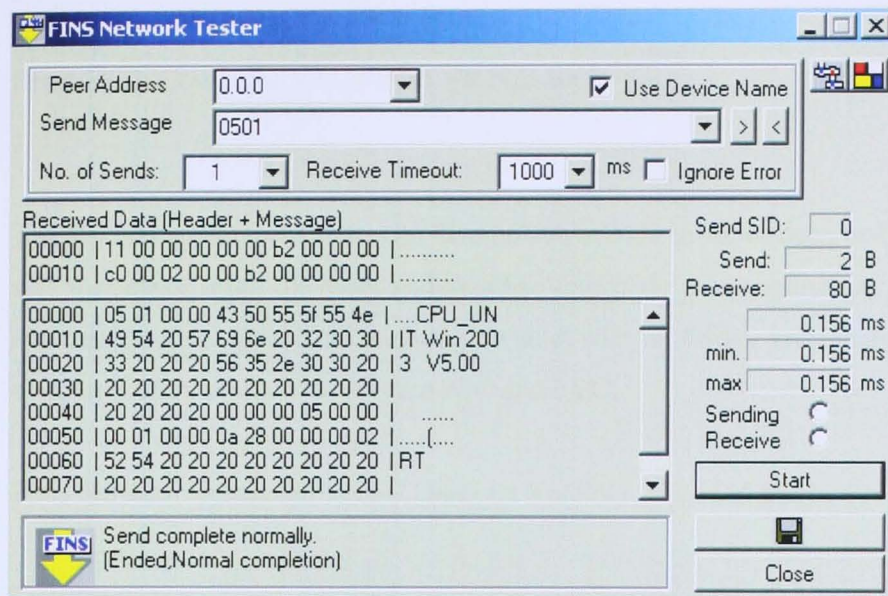 FINS Network Tester
Peer Address 0.0.0 Use Device Name
Send Message 0501 > <
No. of Sends: 1 Receive Timeout: 1000 ms Ignore Error
Received Data (Header + Message)
00000 | 11 00 00 00 00 00 b2 00 00 00 |..........
00010 | c0 00 02 00 00 b2 00 00 00 00 |..........
00000 | 05 01 00 00 43 50 55 5f 55 4e |....CPU_UN
00010 | 49 54 20 57 69 6e 20 32 30 30 |IT Win 200
00020 | 33 20 20 20 56 35 2e 30 30 20 |3   V5.00
00030 | 20 20 20 20 20 20 20 20 20 20 |
00040 | 20 20 20 20 00 00 00 05 00 00 |    ......
00050 | 00 01 00 00 0a 28 00 00 00 02 |.....(....
00060 | 52 54 20 20 20 20 20 20 20 20 |RT
00070 | 20 20 20 20 20 20 20 20 20 20 |
Send SID: 0
Send: 2 B
Receive: 80 B
0.156 ms
min. 0.156 ms
max 0.156 ms
Sending
Receive
Start
Close
FINS
Send complete normally.
(Ended,Normal completion)